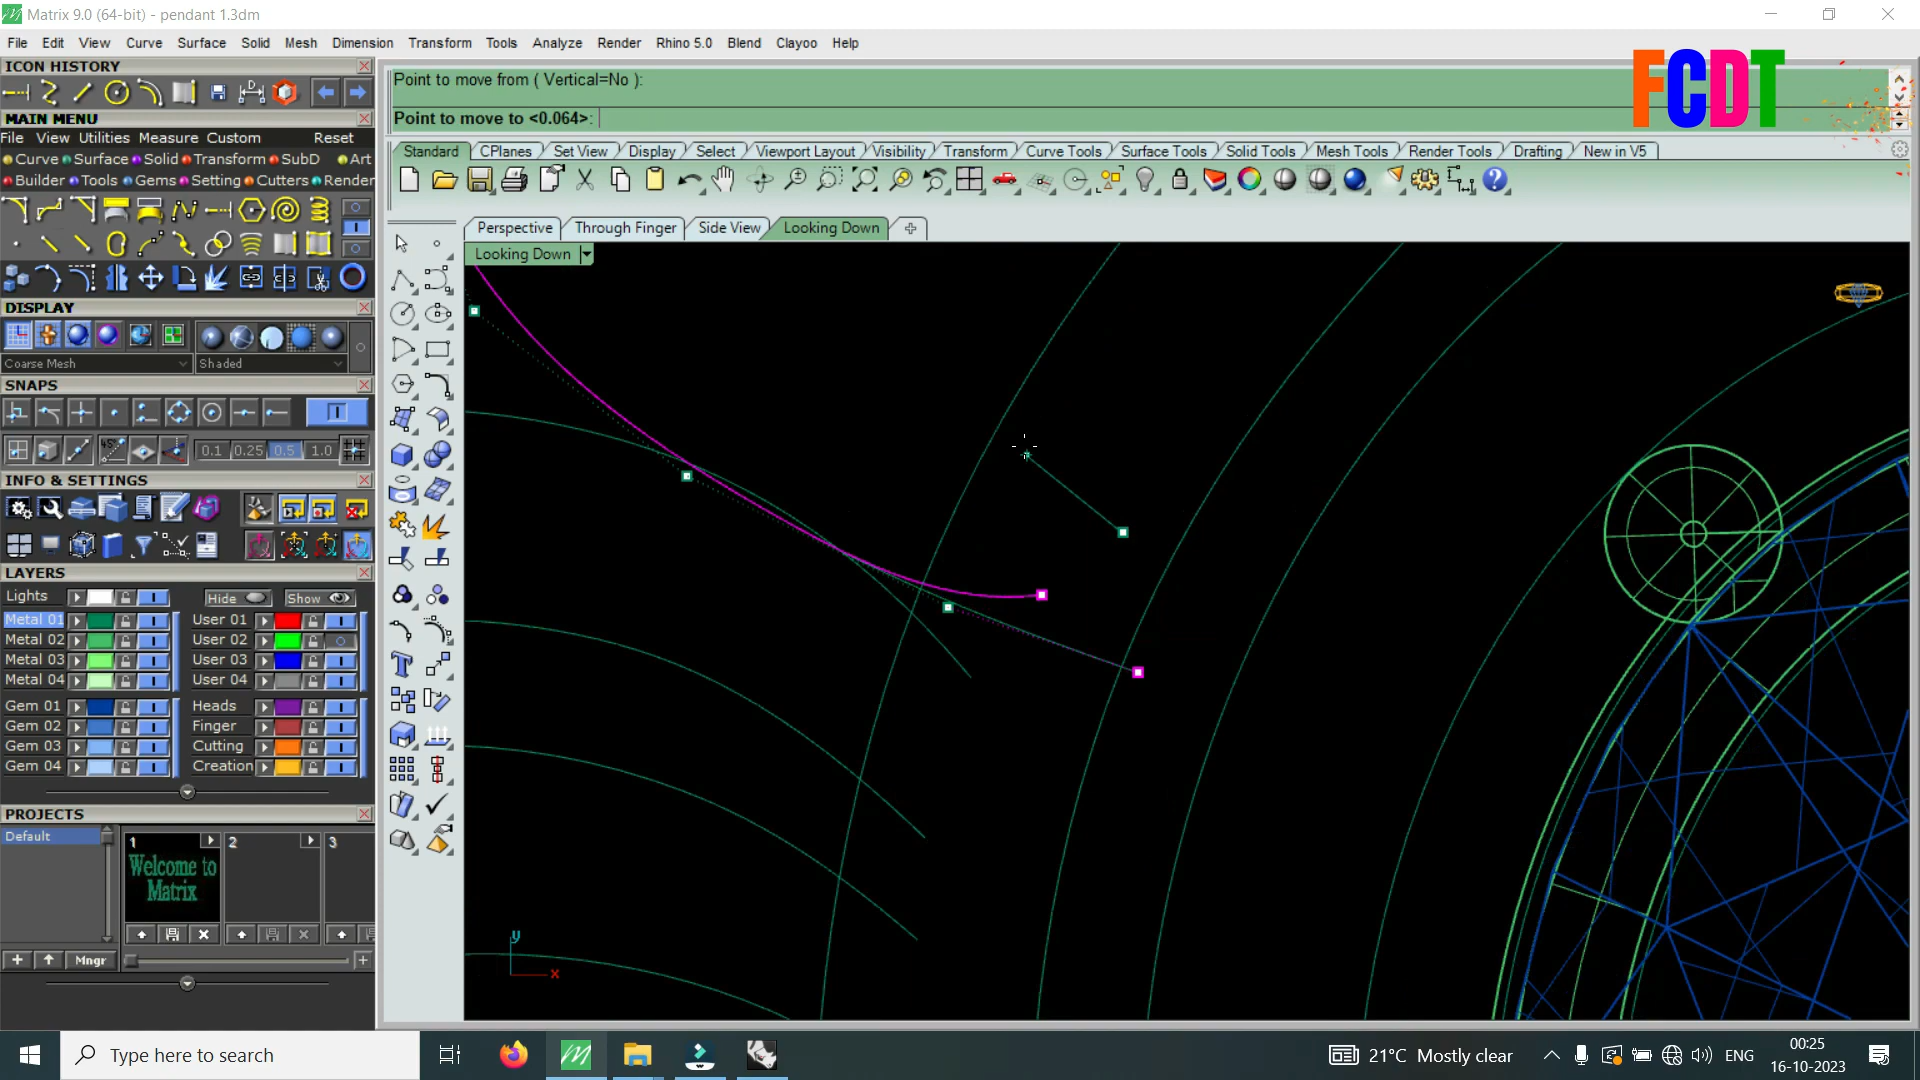 Matrix 9.0 (64-bit) - pendant 1.3dm
File Edit View Curve Surface Solid Mesh Dimension Transform Tools Analyze Render Rhino 5.0 Blend Clayoo Help
FCDT
ICON HISTORY
Point to move from ( Vertical=No ):
Point to move to <0.064>:
MAIN MENU
File View Utilities Measure Custom Reset
Curve Surface Solid Transform SubD Art
Builder Tools Gems Setting Cutters Render
Standard CPlanes Set View Display Select Viewport Layout Visibility Transform Curve Tools Surface Tools Solid Tools Mesh Tools Render Tools Drafting New in V5
Perspective Through Finger Side View Looking Down
Looking Down
DISPLAY
Coarse Mesh Shaded
SNAPS
45°
0.1 0.25 0.5 1.0
INFO & SETTINGS
LAYERS
Lights Hide Show
Metal 01 User 01
Metal 02 User 02
Metal 03 User 03
Metal 04 User 04
Gem 01 Heads
Gem 02 Finger
Gem 03 Cutting
Gem 04 Creation
PROJECTS
Default
1 2 3
Welcome to
Matrix
Mngr
y
x
Type here to search
21°C Mostly clear
ENG
00:25
16-10-2023